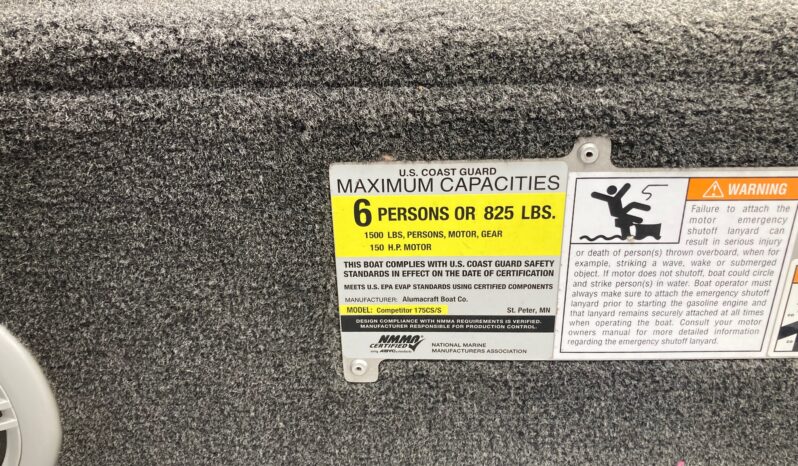 U.S. COAST GUARD
MAXIMUM CAPACITIES
6 PERSONS OR 825 LBS.
1500 LBS, PERSONS, MOTOR, GEAR
150 H.P. MOTOR
THIS BOAT COMPLIES WITH U.S. COAST GUARD SAFETY
STANDARDS IN EFFECT ON THE DATE OF CERTIFICATION
MEETS U.S. EPA EVAP STANDARDS USING CERTIFIED COMPONENTS
MANUFACTURER: Alumacraft Boat Co.
MODEL: Competitor 175CS/S St. Peter, MN
DESIGN COMPLIANCE WITH NMMA REQUIREMENTS IS VERIFIED.
MANUFACTURER RESPONSIBLE FOR PRODUCTION CONTROL.
NMMA
CERTIFIED
using ABYC standards
NATIONAL MARINE
MANUFACTURERS ASSOCIATION
WARNING
Failure to attach the
motor emergency
shutoff lanyard can
result in serious injury
or death of person(s) thrown overboard, when for
example, striking a wave, wake or submerged
object. If motor does not shutoff, boat could circle
and strike person(s) in water. Boat operator must
always make sure to attach the emergency shutoff
lanyard prior to starting the gasoline engine and
that lanyard remains securely attached at all times
when operating the boat. Consult your motor
owners manual for more detailed information
regarding the emergency shutoff lanyard.